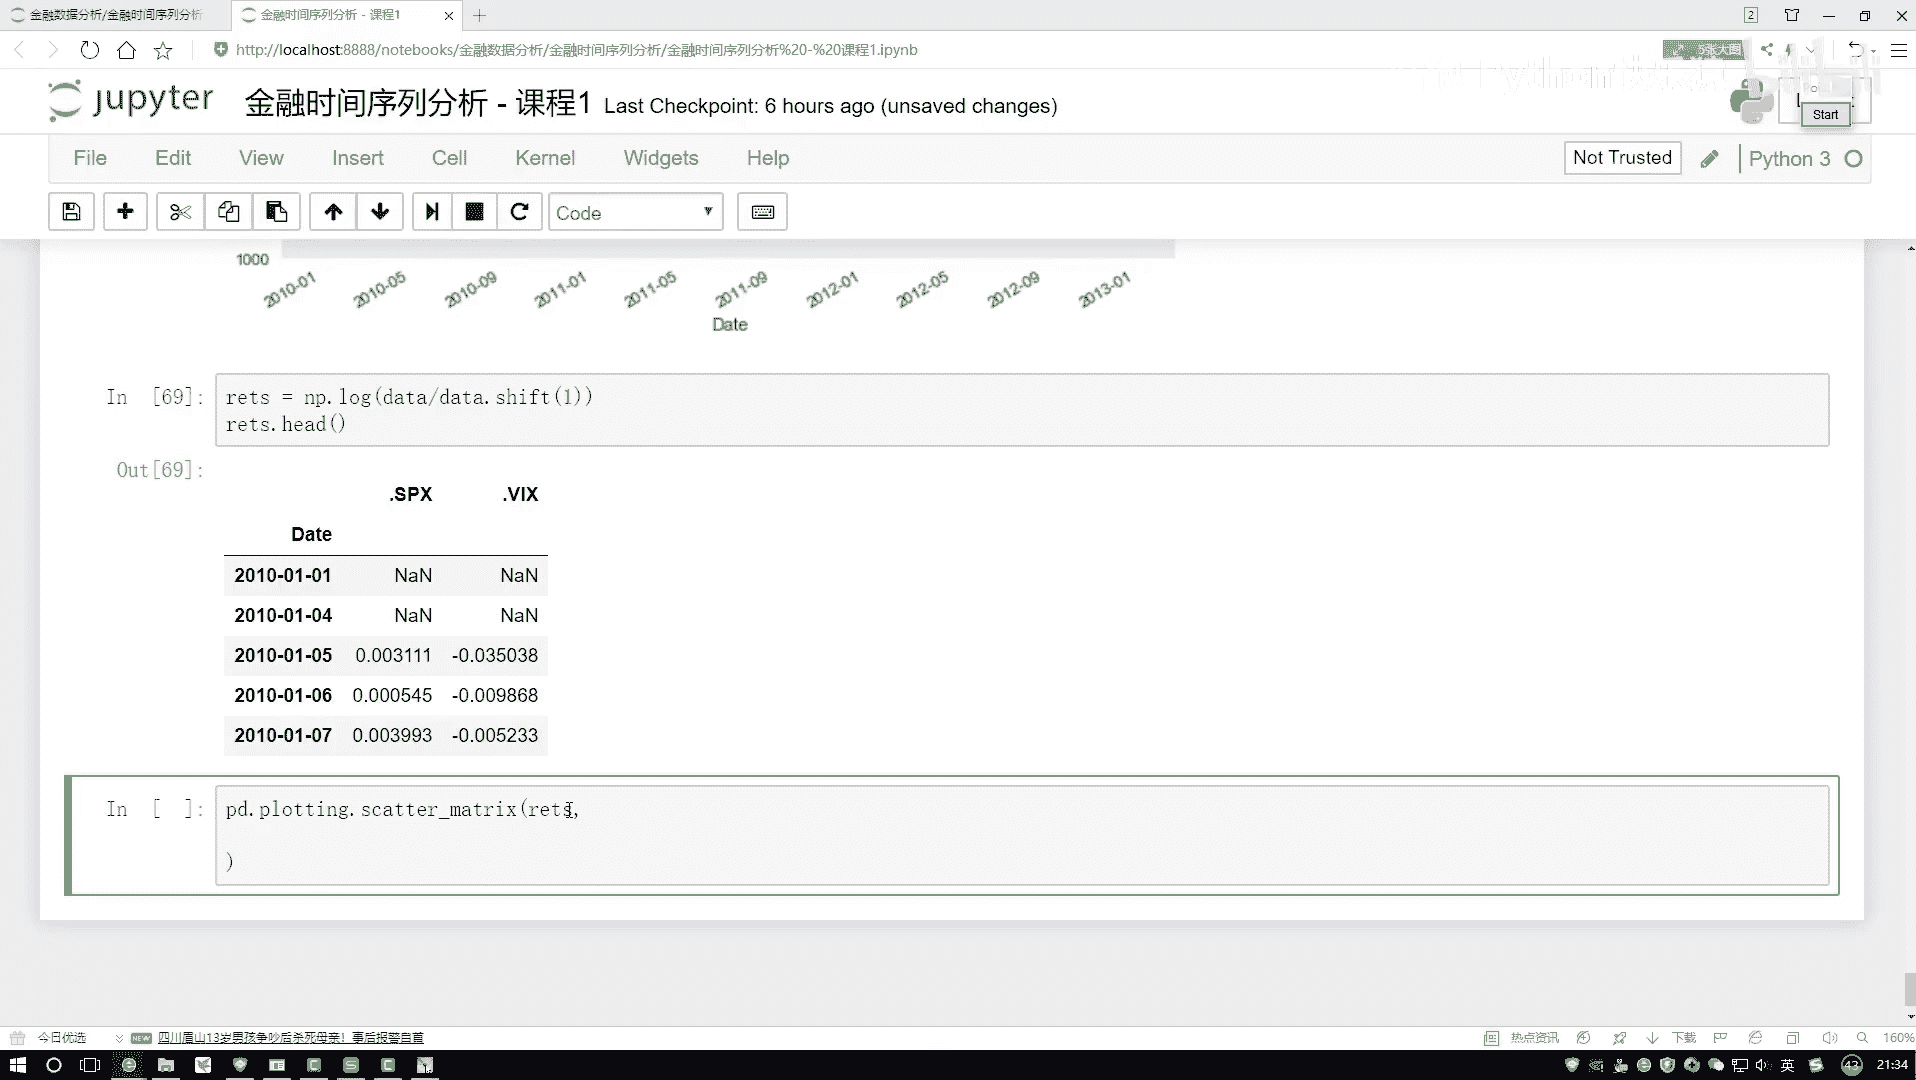 金融数据分析/金融时间序列分析
金融时间序列分析 - 课程1
2
http://localhost:8888/notebooks/金融数据分析/金融时间序列分析/金融时间序列分析%20-%20课程1.ipynb
5张大图
jupyter 金融时间序列分析 - 课程1 Last Checkpoint: 6 hours ago (unsaved changes)
Start
File Edit View Insert Cell Kernel Widgets Help
Not Trusted Python 3
Code
1000
2010-01 2010-05 2010-09 2011-01 2011-05 2011-09 2012-01 2012-05 2012-09 2013-01
Date
In [69]: rets = np.log(data/data.shift(1))
rets.head()
Out[69]:
.SPX .VIX
Date
2010-01-01 NaN NaN
2010-01-04 NaN NaN
2010-01-05 0.003111 -0.035038
2010-01-06 0.000545 -0.009868
2010-01-07 0.003993 -0.005233
In [ ]: pd.plotting.scatter_matrix(rets,
)
今日优选 NEW 四川眉山13岁男孩争吵后杀死母亲！事后报警自首
热点资讯 下载 160%
英 43 21:34